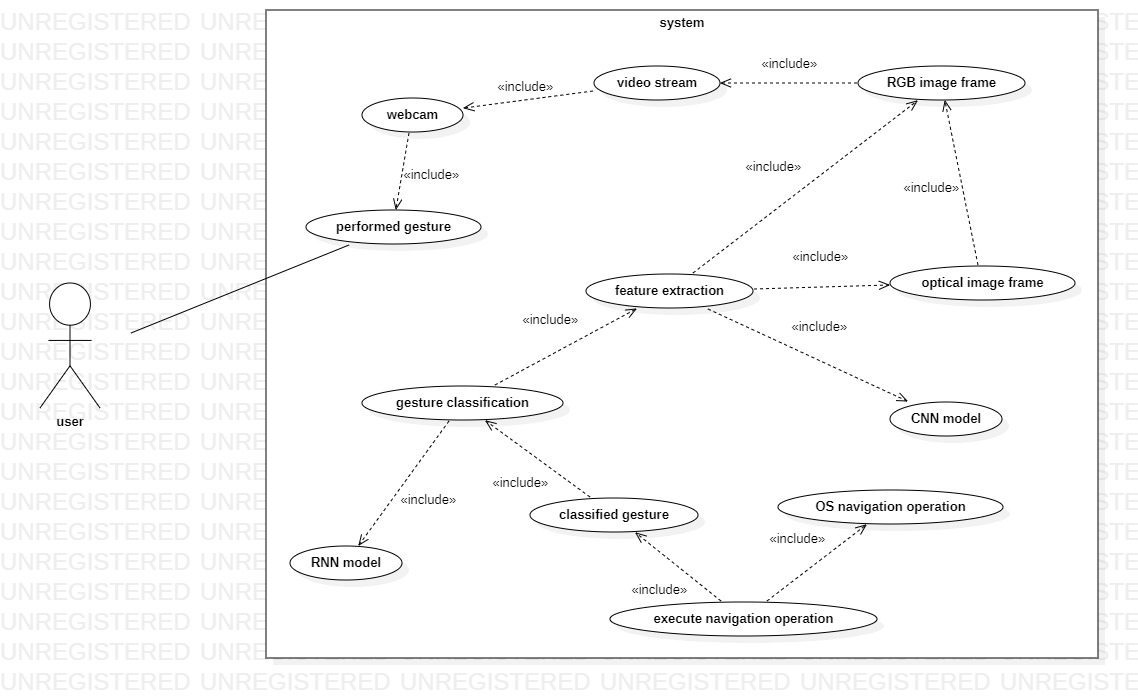 UNREGISTERED UNREGISTERED UNREGISTERED UNREGISTERED UNREGISTERED UNREGISTERED
system
«include»
video stream
RGB image frame
«include»
webcam
«include»
«include»
«include»
performed gesture
«include»
feature extraction
optical image frame
«include»
«include»
gesture classification
CNN model
user
«include»
«include»
classified gesture
OS navigation operation
«include»
RNN model
«include»
execute navigation operation